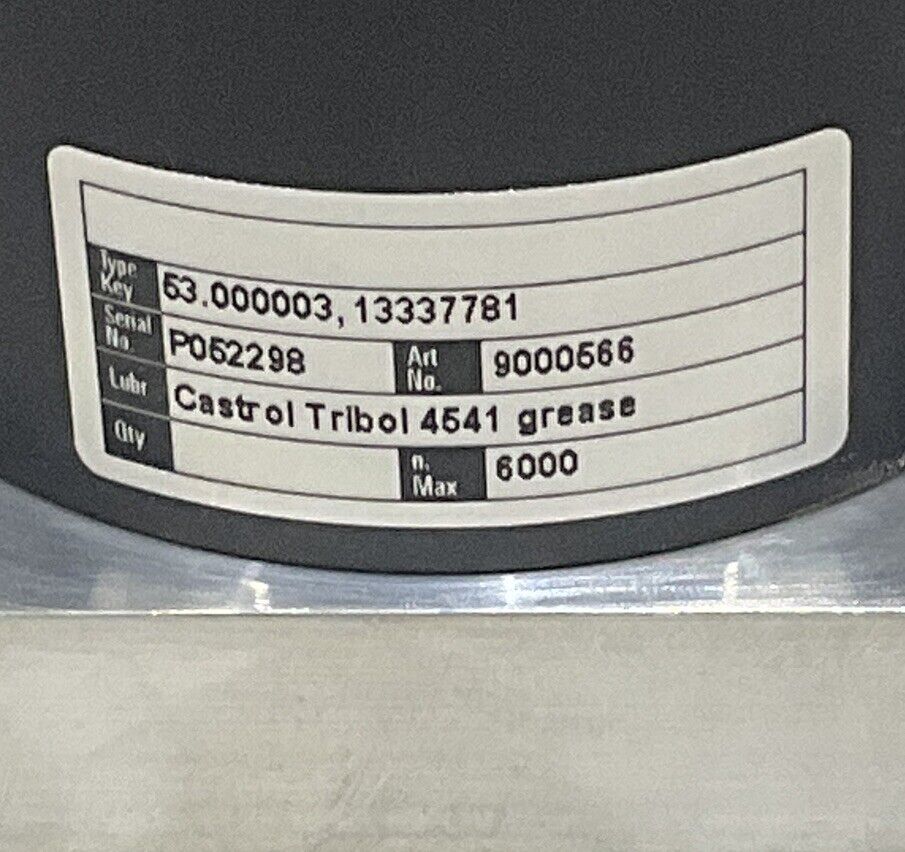 Type Key 53.000003, 13337781
Serial No. P052298 Art No. 9000566
Lubr Castrol Tribol 4541 grease
Qty n. Max 6000